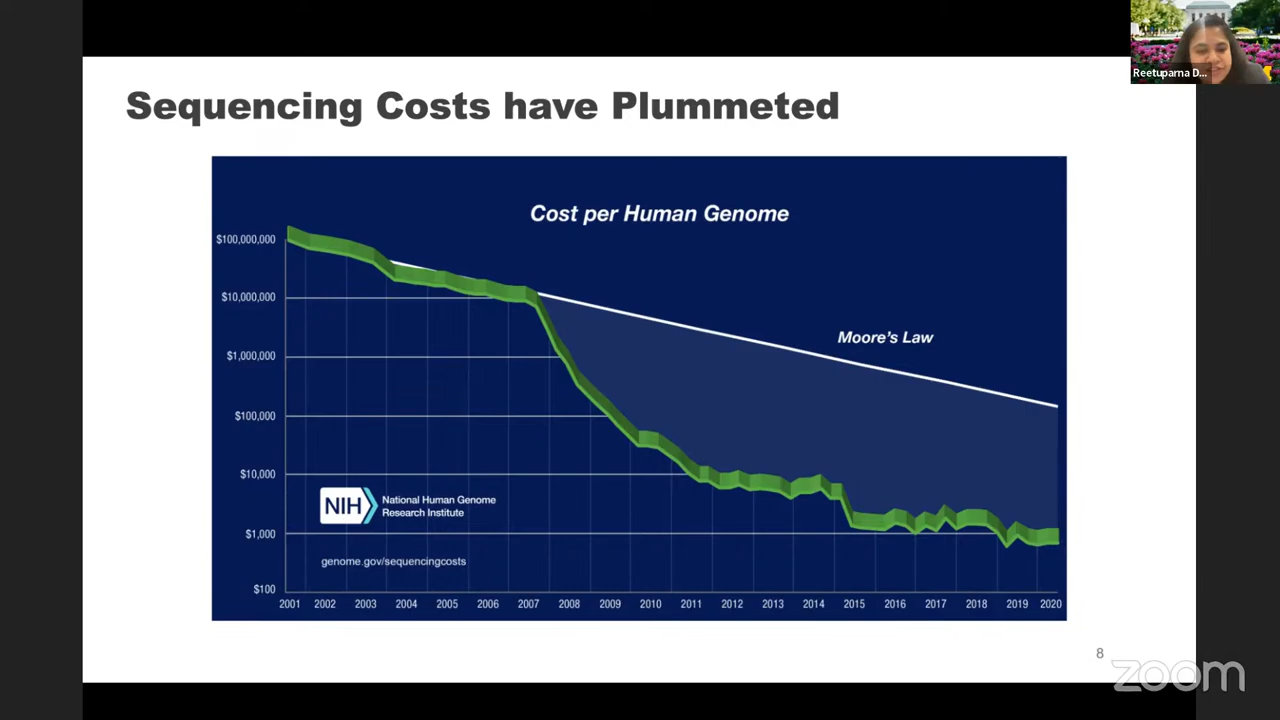 Reetuparna D...
Sequencing Costs have Plummeted
Cost per Human Genome
$100,000,000
$10,000,000
$1,000,000
$100,000
$10,000
$1,000
$100
Moore's Law
NIH
National Human Genome
Research Institute
genome.gov/sequencingcosts
2001 2002 2003 2004 2005 2006 2007 2008 2009 2010 2011 2012 2013 2014 2015 2016 2017 2018 2019 2020
8
zoom